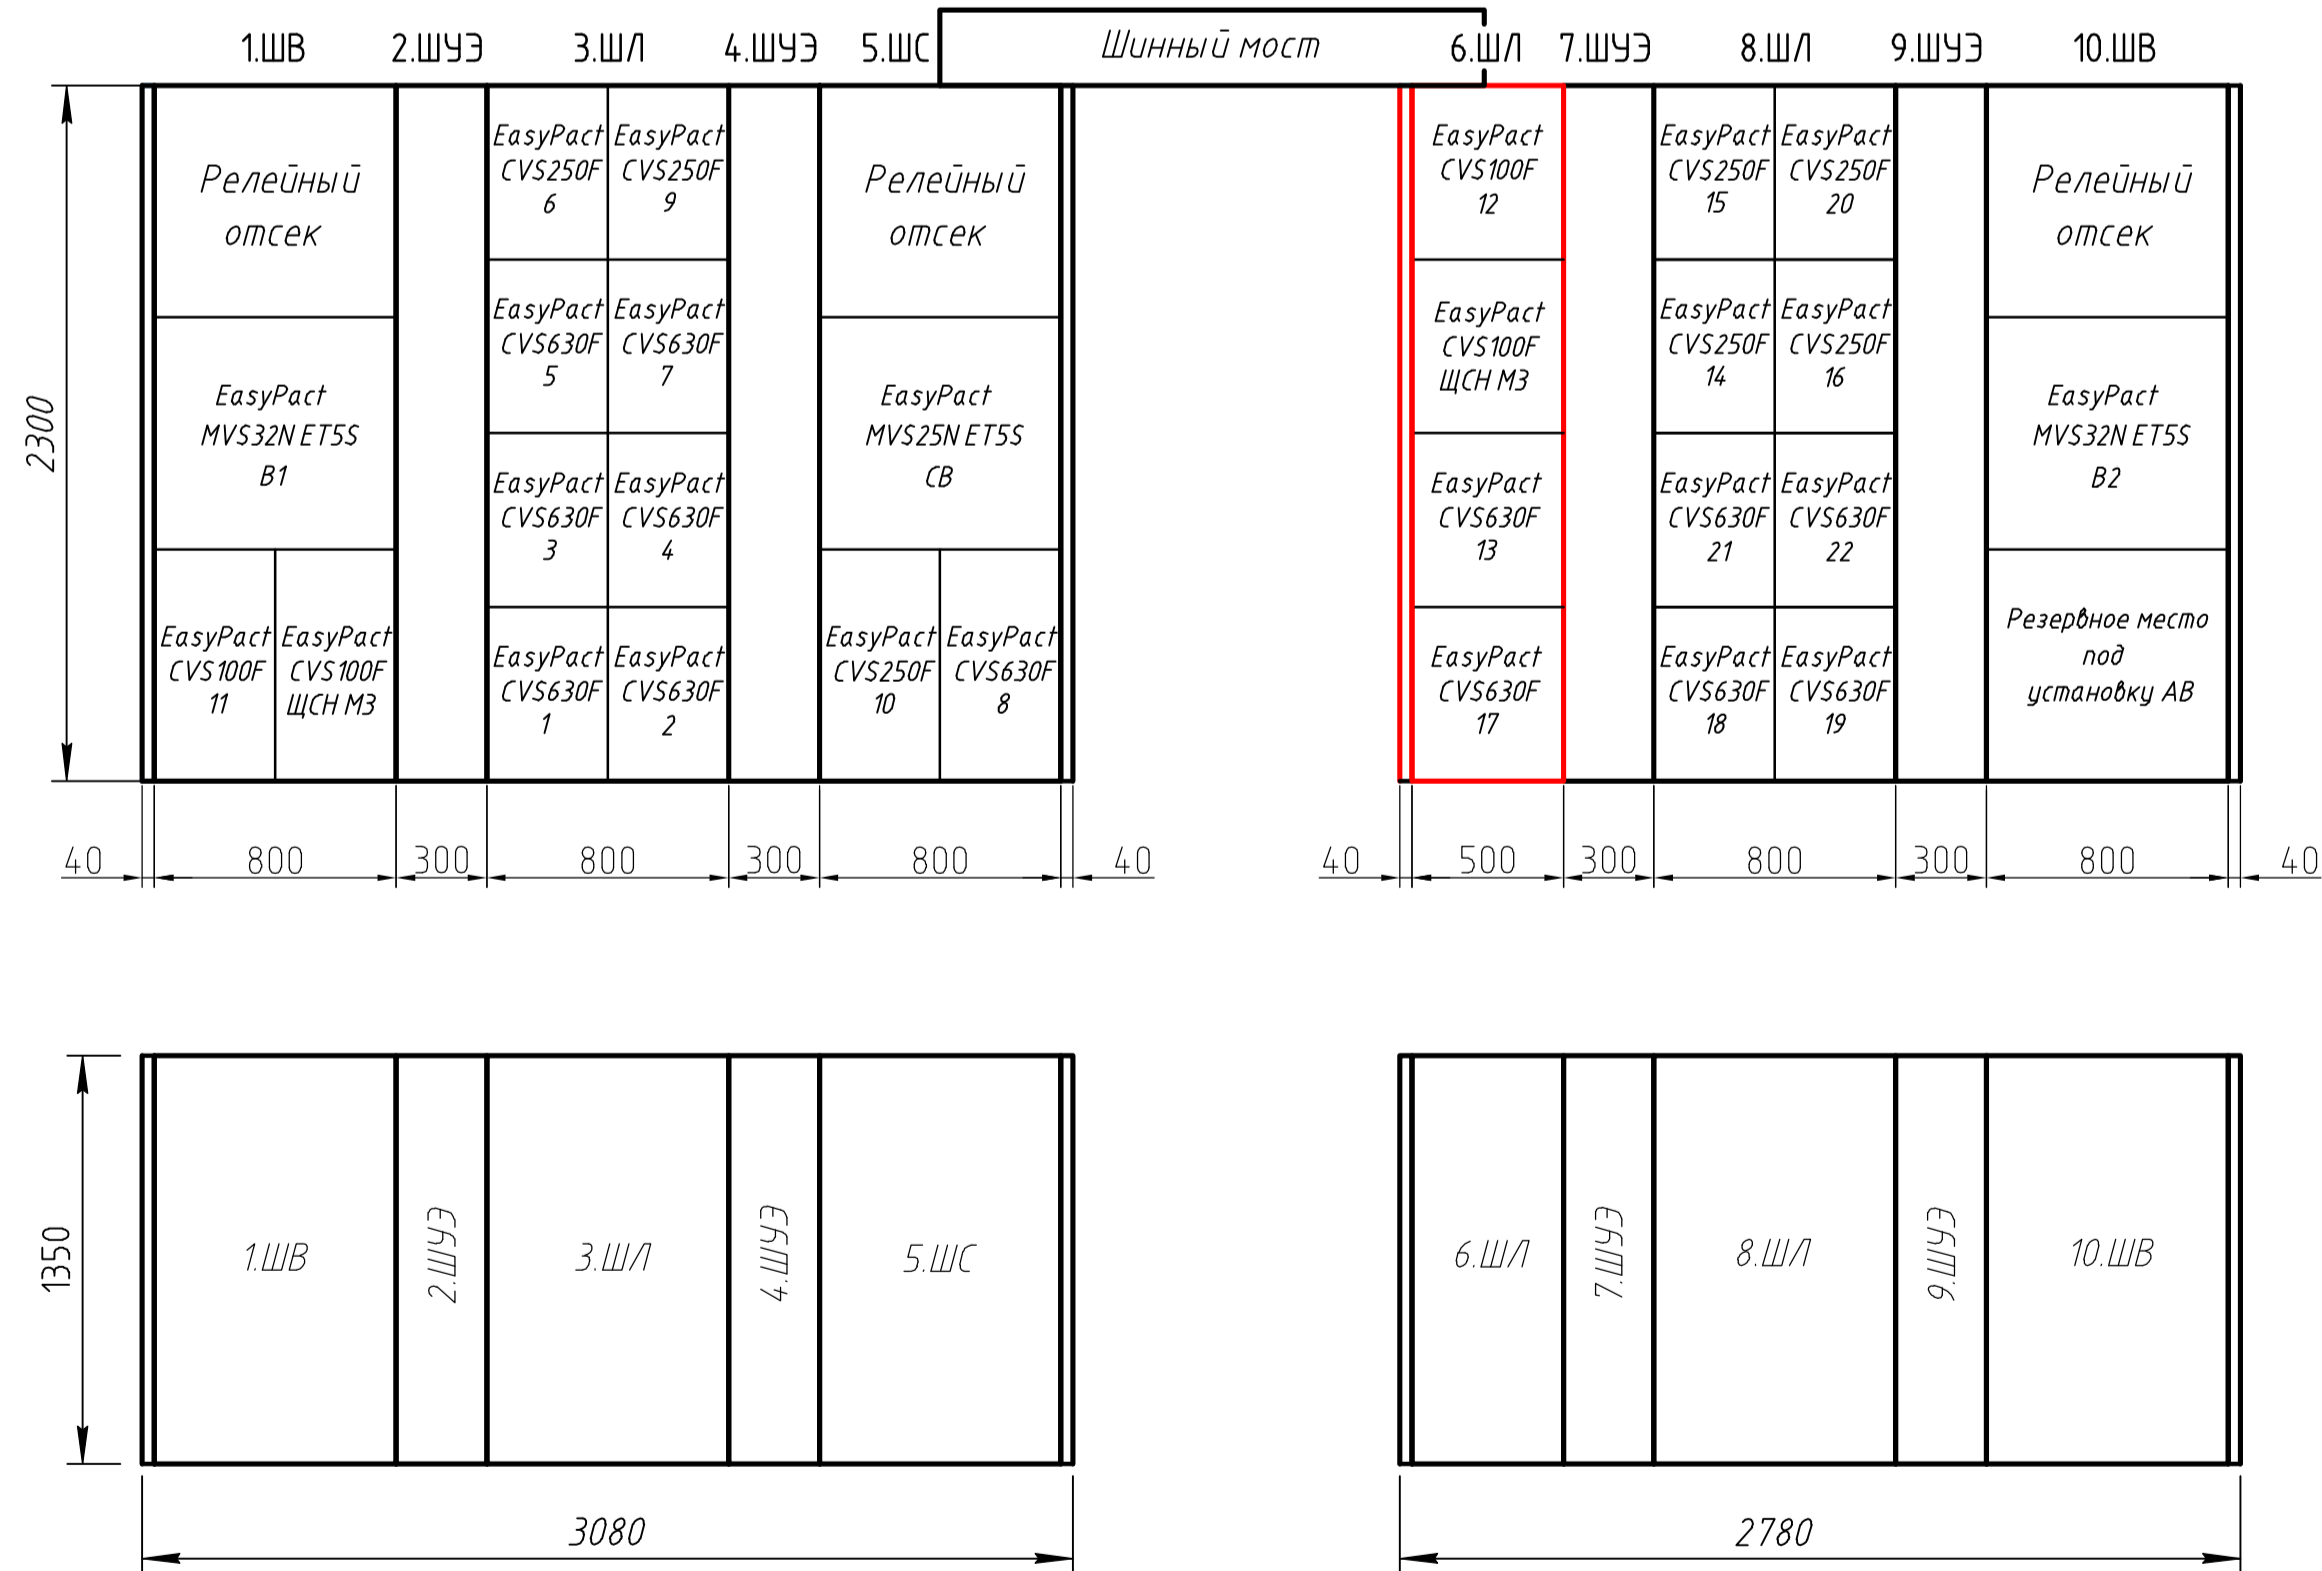 1.ШВ
2.ШУЭ
3.ШЛ
4.ШУЭ
5.ШС
Шинный мост
6.ШЛ
7.ШУЭ
8.ШЛ
9.ШУЭ
10.ШВ
2300
Релейный
отсек
EasyPact
MVS32N ET5S
В1
EasyPact
CVS100F
11
EasyPact
CVS100F
ЩСН М3
EasyPact
CVS250F
6
EasyPact
CVS250F
9
EasyPact
CVS630F
5
EasyPact
CVS630F
7
EasyPact
CVS630F
3
EasyPact
CVS630F
4
EasyPact
CVS630F
1
EasyPact
CVS630F
2
Релейный
отсек
EasyPact
MVS25N ET5S
СВ
EasyPact
CVS250F
10
EasyPact
CVS630F
8
EasyPact
CVS100F
12
EasyPact
CVS100F
ЩСН М3
EasyPact
CVS630F
13
EasyPact
CVS630F
17
EasyPact
CVS250F
15
EasyPact
CVS250F
20
EasyPact
CVS250F
14
EasyPact
CVS250F
16
EasyPact
CVS630F
21
EasyPact
CVS630F
22
EasyPact
CVS630F
18
EasyPact
CVS630F
19
Релейный
отсек
EasyPact
MVS32N ET5S
В2
Резервное место
под
установку АВ
40
800
300
800
300
800
40
40
500
300
800
300
800
40
1350
1.ШВ
2.ШУЭ
3.ШЛ
4.ШУЭ
5.ШС
6.ШЛ
7.ШУЭ
8.ШЛ
9.ШУЭ
10.ШВ
3080
2780